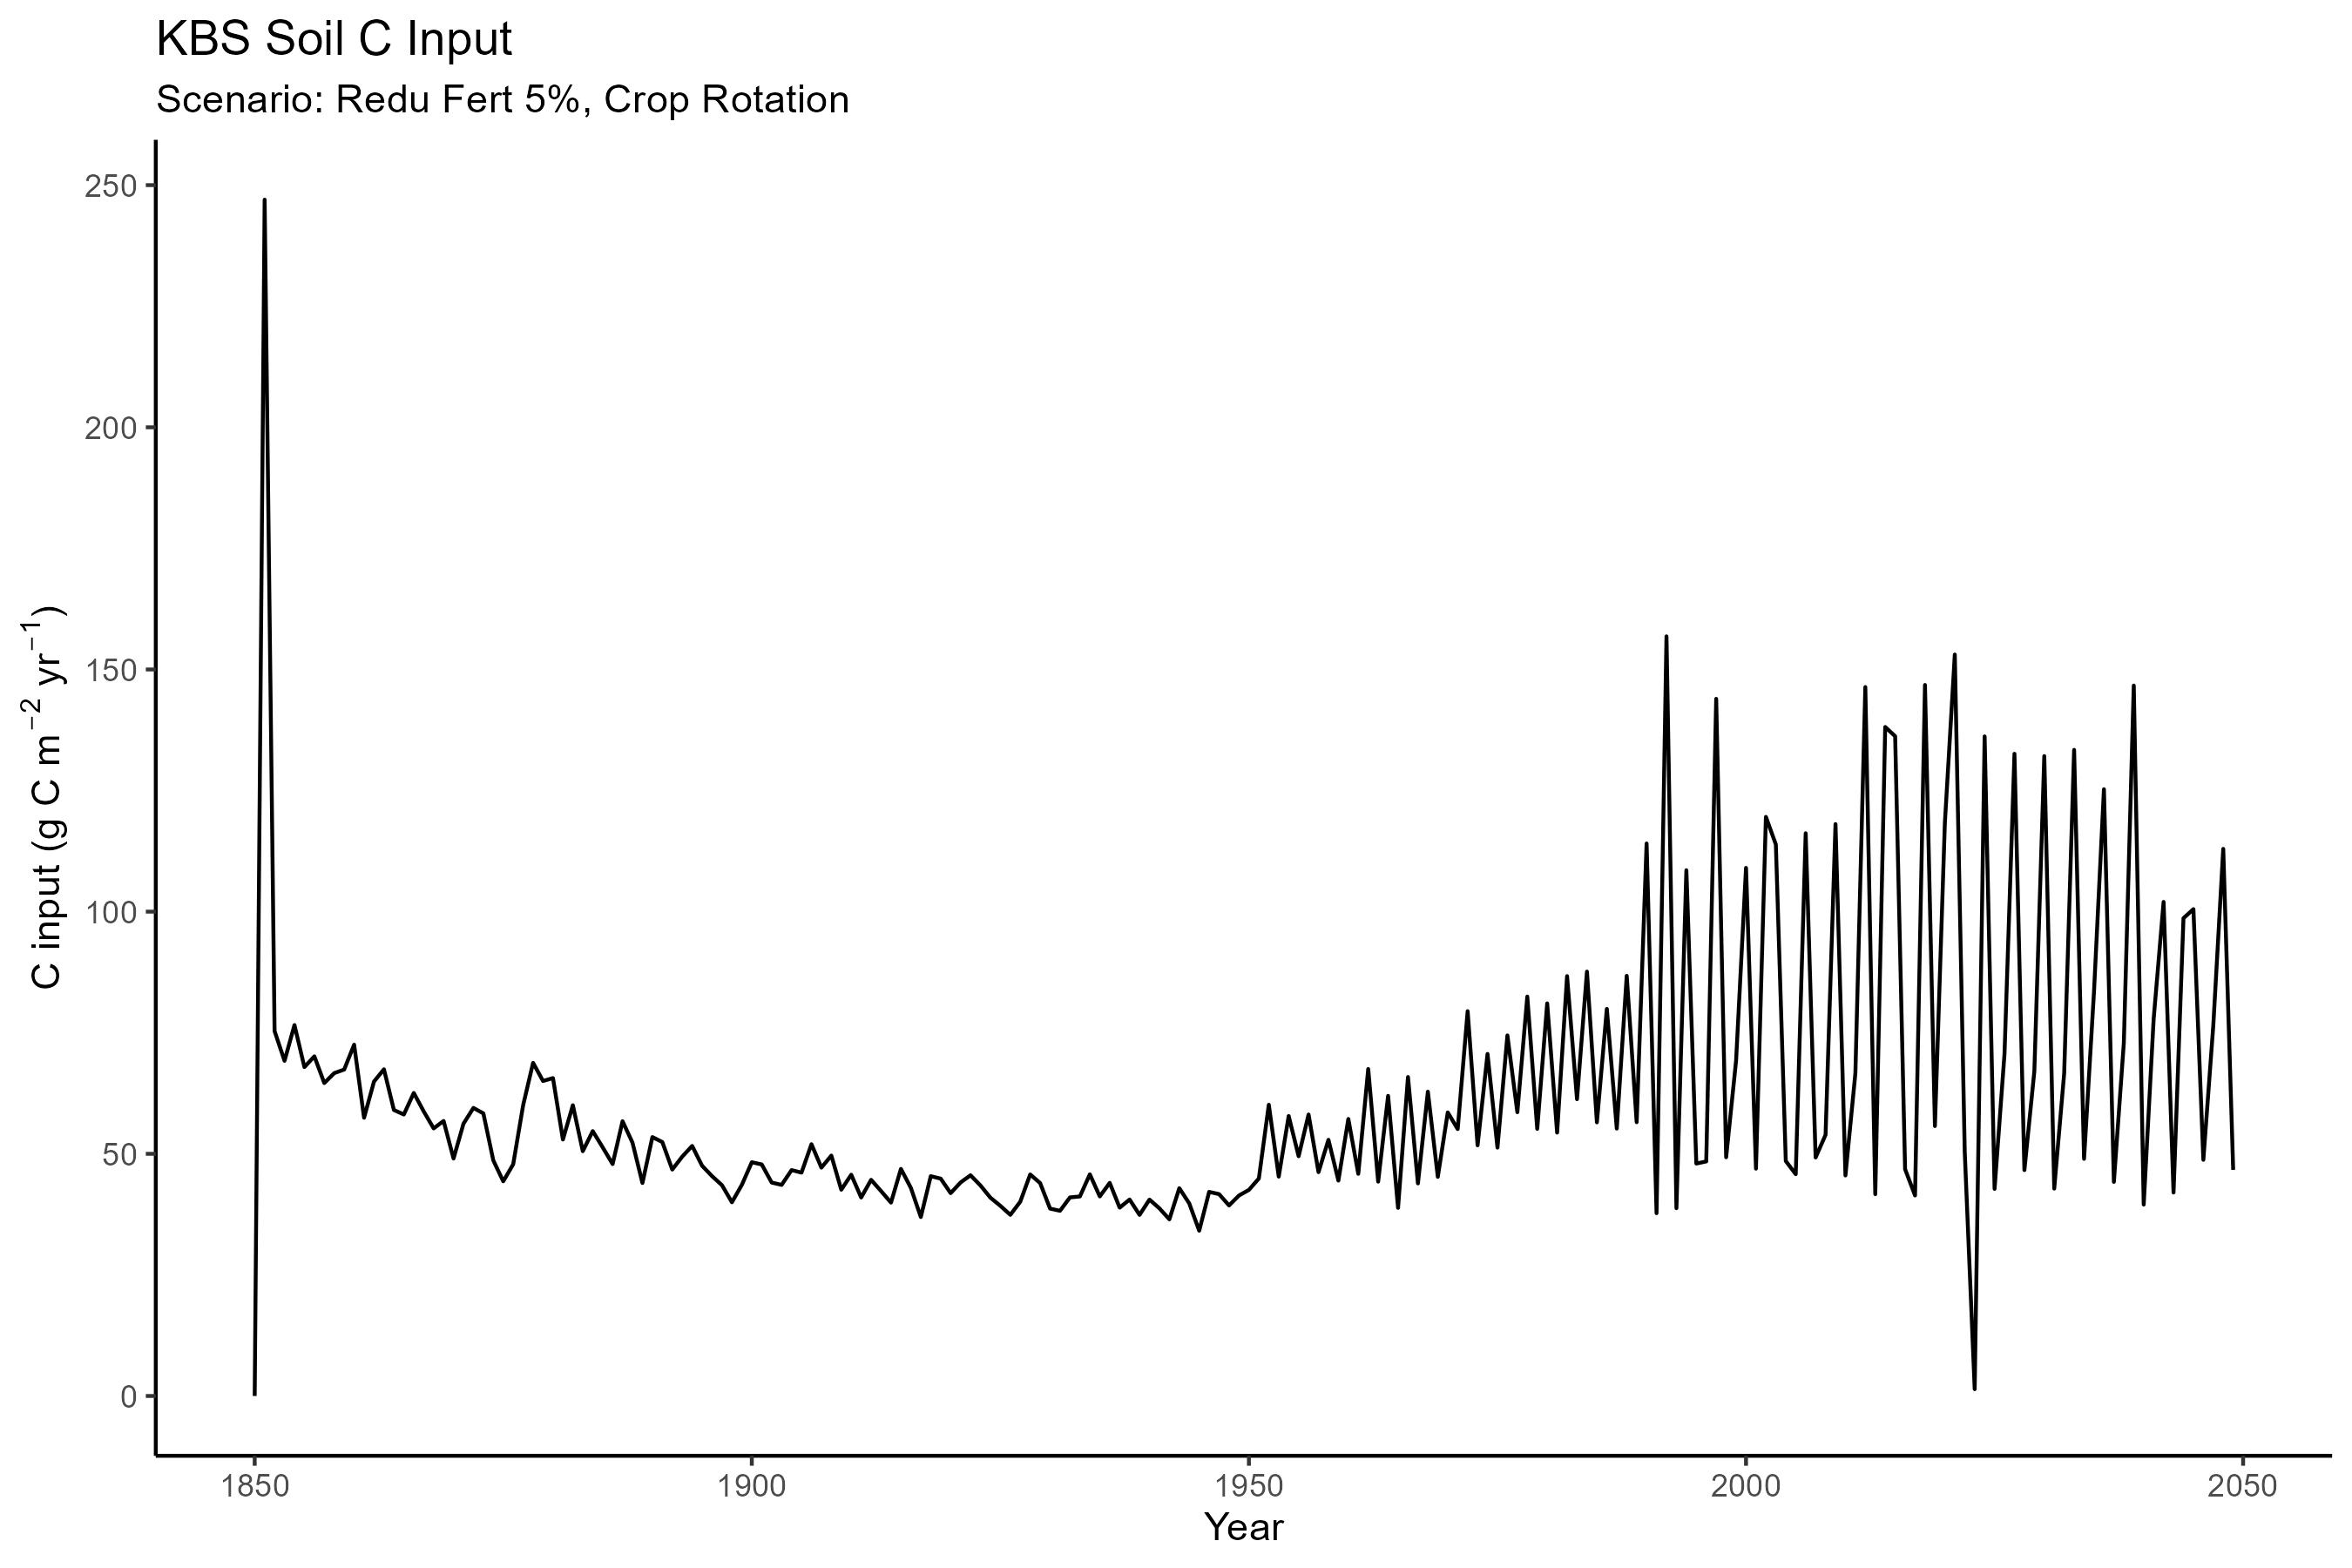 KBS Soil C Input
Scenario: Redu Fert 5%, Crop Rotation
C input (g C m⁻² yr⁻¹)
250
200
150
100
50
0
1850 1900 1950 2000 2050
Year